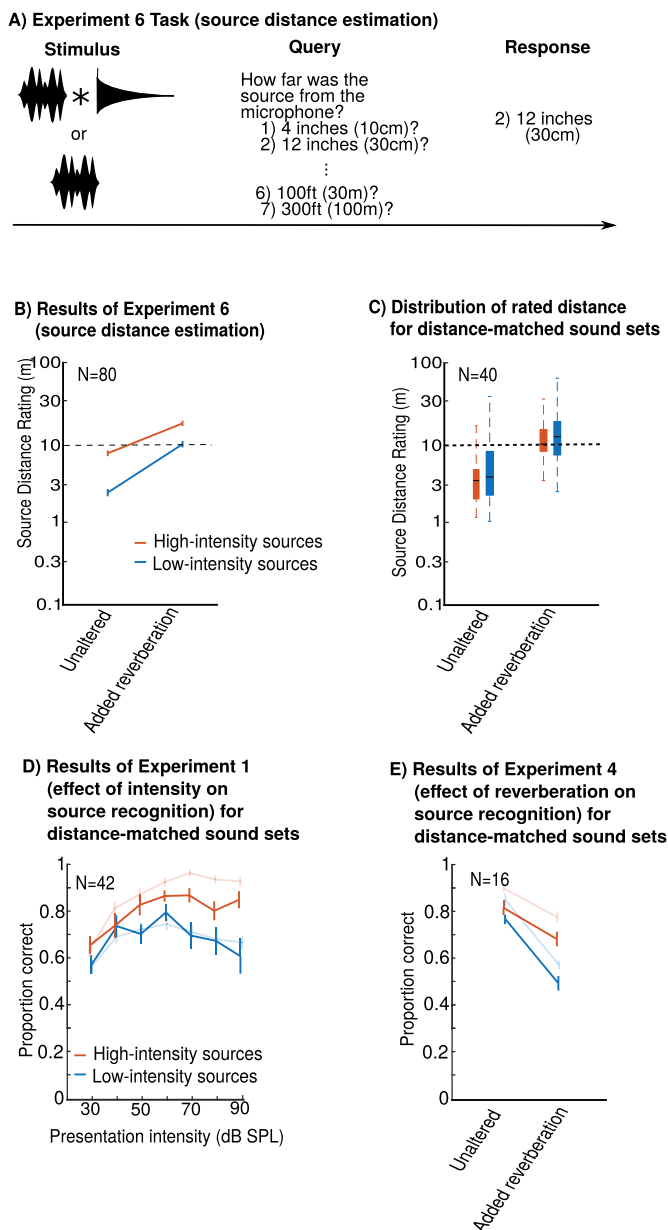 A) Experiment 6 Task (source distance estimation)
Stimulus
Query
Response
*
or
How far was the
source from the
microphone?
1) 4 inches (10cm)?
2) 12 inches (30cm)?
⋮
6) 100ft (30m)?
7) 300ft (100m)?
2) 12 inches
(30cm)
B) Results of Experiment 6
(source distance estimation)
Source Distance Rating (m)
100
30
10
3
1
0.3
0.1
N=80
High-intensity sources
Low-intensity sources
Unaltered
Added reverberation
C) Distribution of rated distance
for distance-matched sound sets
Source Distance Rating (m)
100
30
10
3
1
0.3
0.1
N=40
Unaltered
Added reverberation
D) Results of Experiment 1
(effect of intensity on
source recognition) for
distance-matched sound sets
Proportion correct
1
0.8
0.6
0.4
0.2
0
N=42
High-intensity sources
Low-intensity sources
30 50 70 90
Presentation intensity (dB SPL)
E) Results of Experiment 4
(effect of reverberation on
source recognition) for
distance-matched sound sets
Proportion correct
1
0.8
0.6
0.4
0.2
0
N=16
Unaltered
Added reverberation